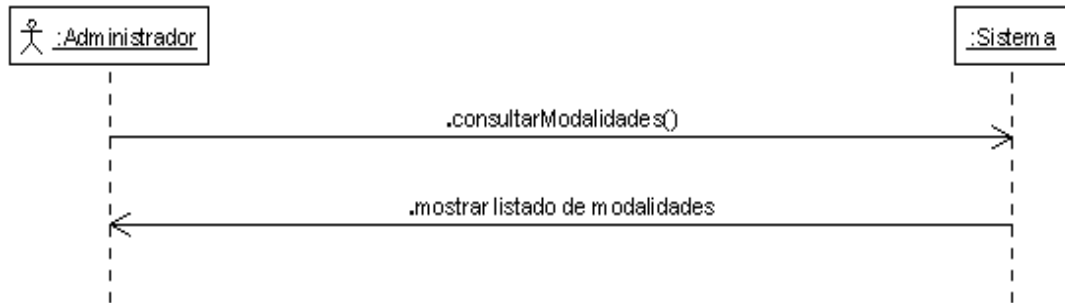 :Administrador
:Sistema
.consultarModalidades()
.mostrar listado de modalidades